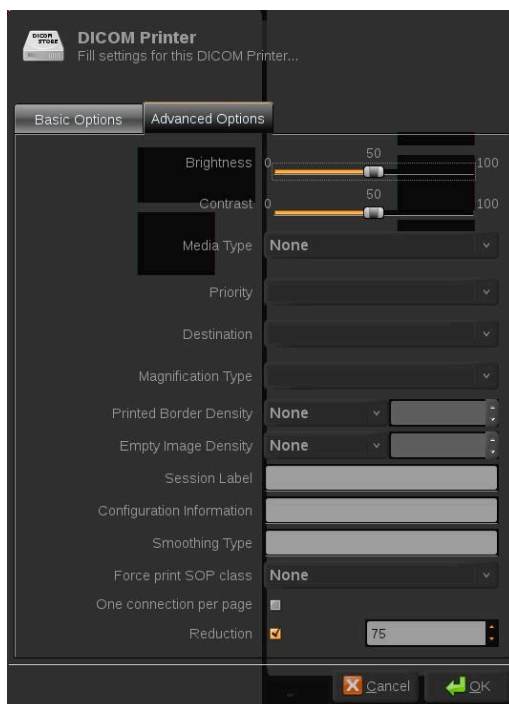 DICOM
STORE
DICOM Printer
Fill settings for this DICOM Printer...
Basic Options
Advanced Options
Brightness 0 50 100
Contrast 0 50 100
Media Type None
Priority
Destination
Magnification Type
Printed Border Density None
Empty Image Density None
Session Label
Configuration Information
Smoothing Type
Force print SOP class None
One connection per page
Reduction 75
Cancel OK